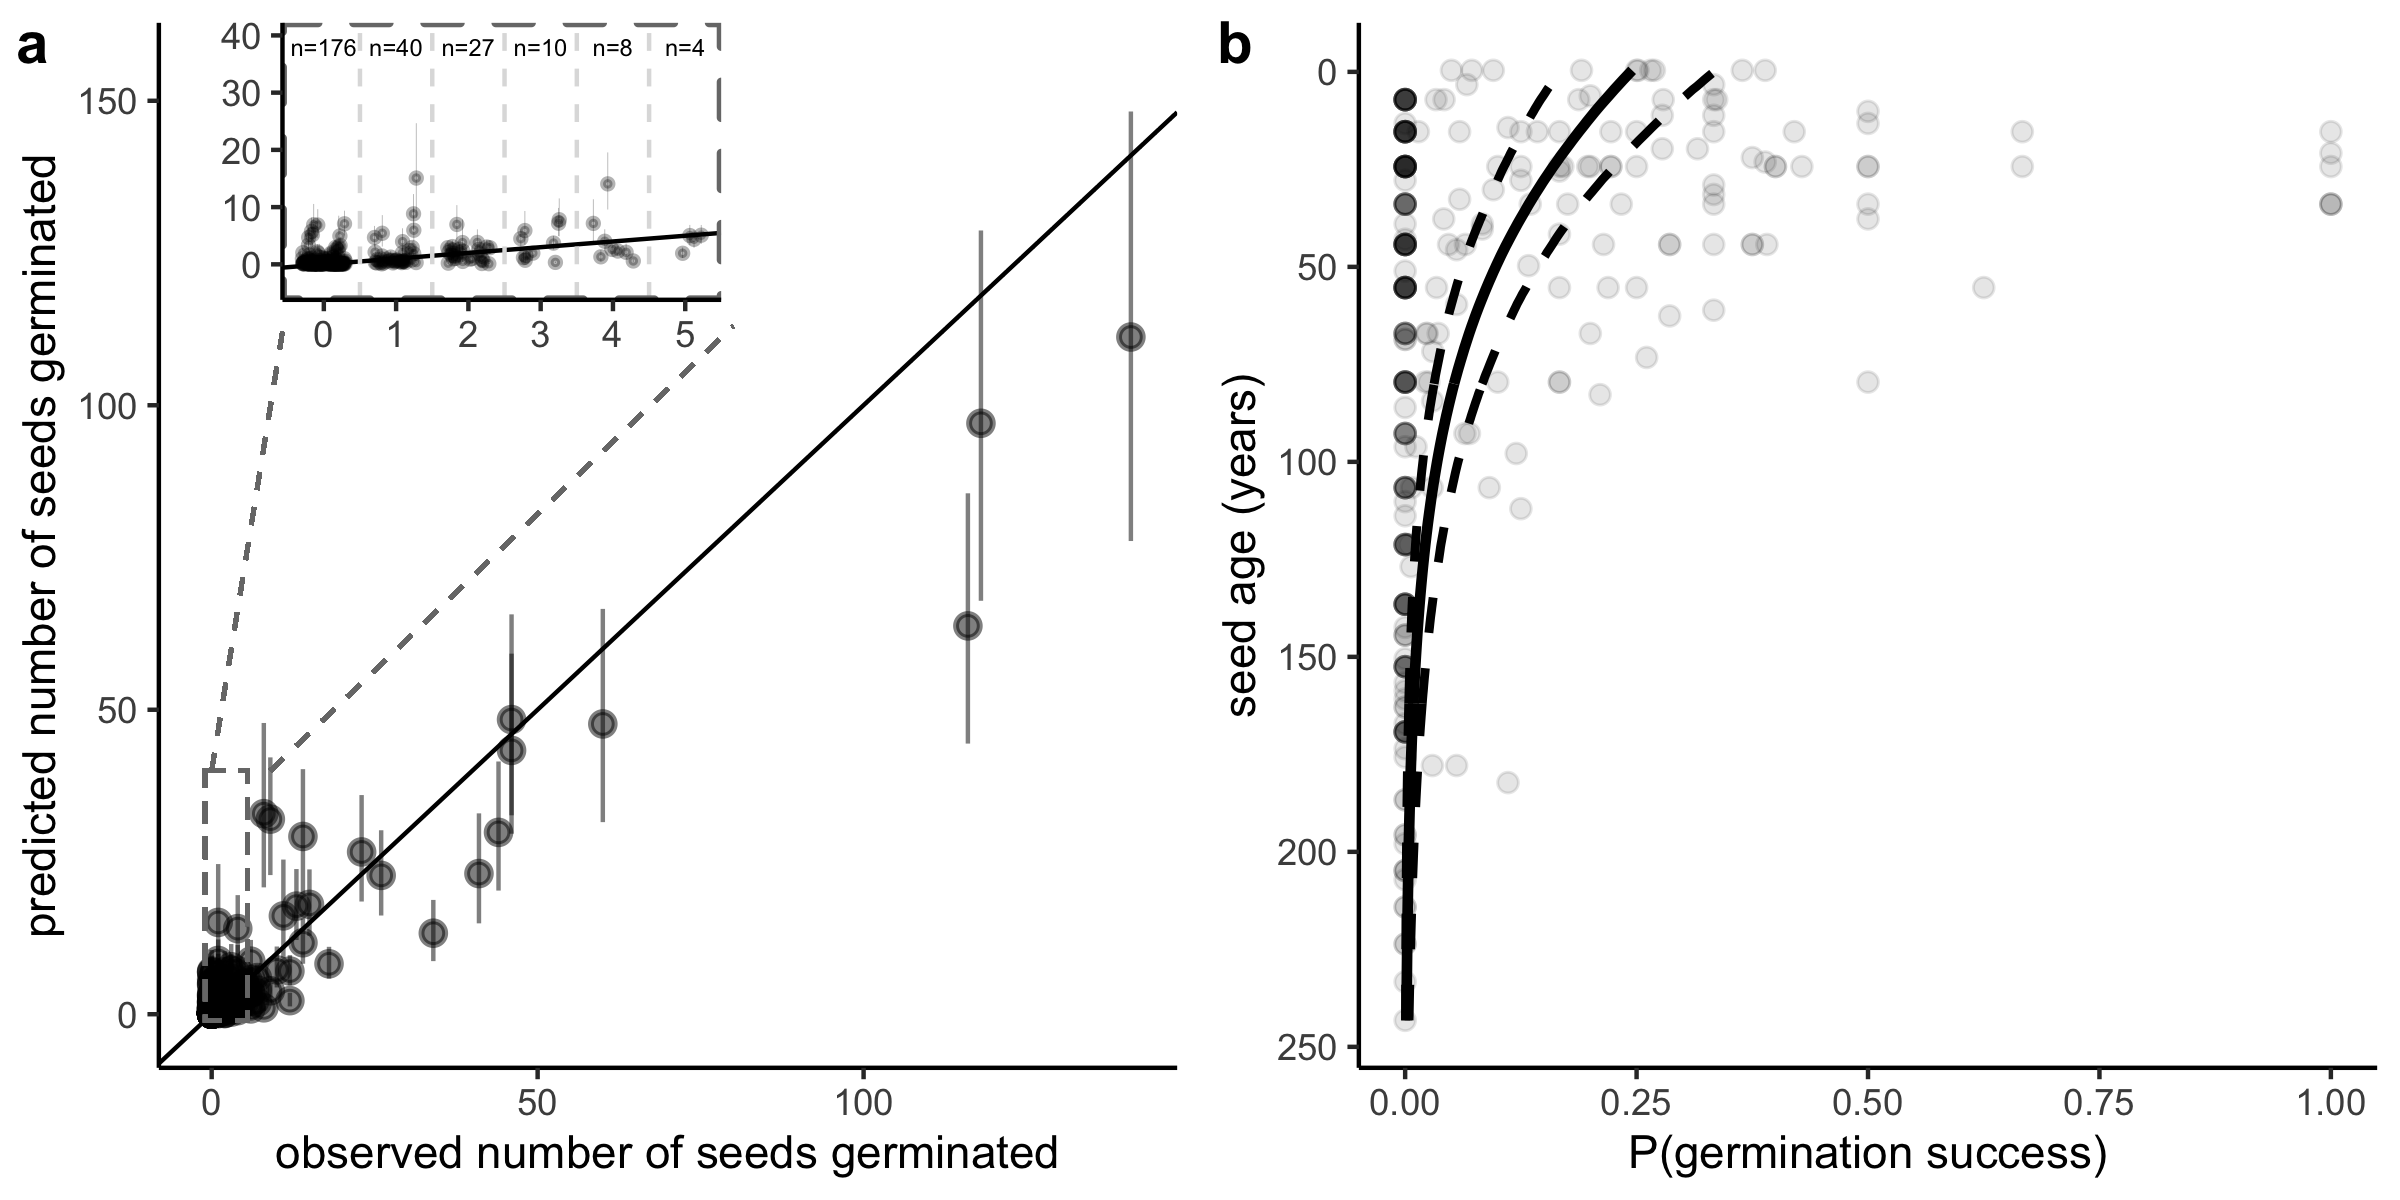 a
predicted number of seeds germinated
150
100
50
0
40
30
20
10
0
n=176 n=40 n=27 n=10 n=8 n=4
0 1 2 3 4 5
0 50 100
observed number of seeds germinated
b
seed age (years)
0
50
100
150
200
250
0.00 0.25 0.50 0.75 1.00
P(germination success)